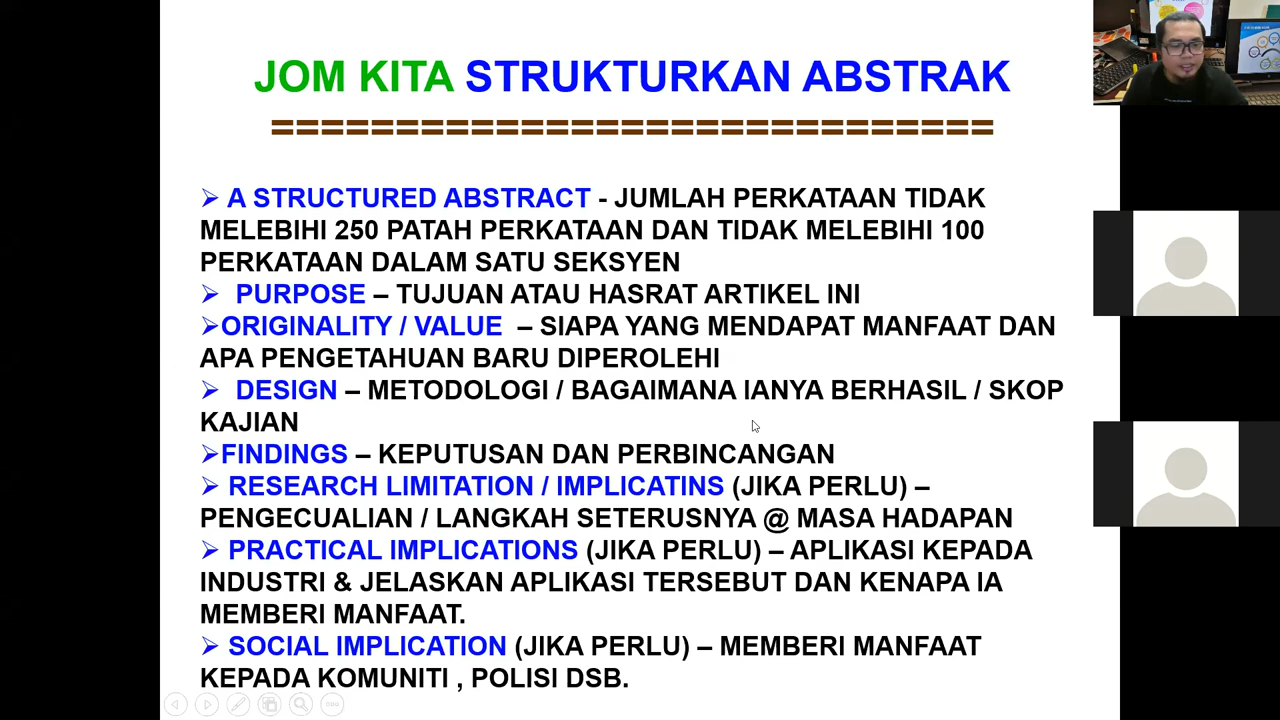 JOM KITA STRUKTURKAN ABSTRAK
==============================
➢ A STRUCTURED ABSTRACT - JUMLAH PERKATAAN TIDAK
MELEBIHI 250 PATAH PERKATAAN DAN TIDAK MELEBIHI 100
PERKATAAN DALAM SATU SEKSYEN
➢ PURPOSE – TUJUAN ATAU HASRAT ARTIKEL INI
➢ORIGINALITY / VALUE – SIAPA YANG MENDAPAT MANFAAT DAN
APA PENGETAHUAN BARU DIPEROLEHI
➢ DESIGN – METODOLOGI / BAGAIMANA IANYA BERHASIL / SKOP
KAJIAN
➢FINDINGS – KEPUTUSAN DAN PERBINCANGAN
➢ RESEARCH LIMITATION / IMPLICATINS (JIKA PERLU) –
PENGECUALIAN / LANGKAH SETERUSNYA @ MASA HADAPAN
➢ PRACTICAL IMPLICATIONS (JIKA PERLU) – APLIKASI KEPADA
INDUSTRI & JELASKAN APLIKASI TERSEBUT DAN KENAPA IA
MEMBERI MANFAAT.
➢ SOCIAL IMPLICATION (JIKA PERLU) – MEMBERI MANFAAT
KEPADA KOMUNITI , POLISI DSB.